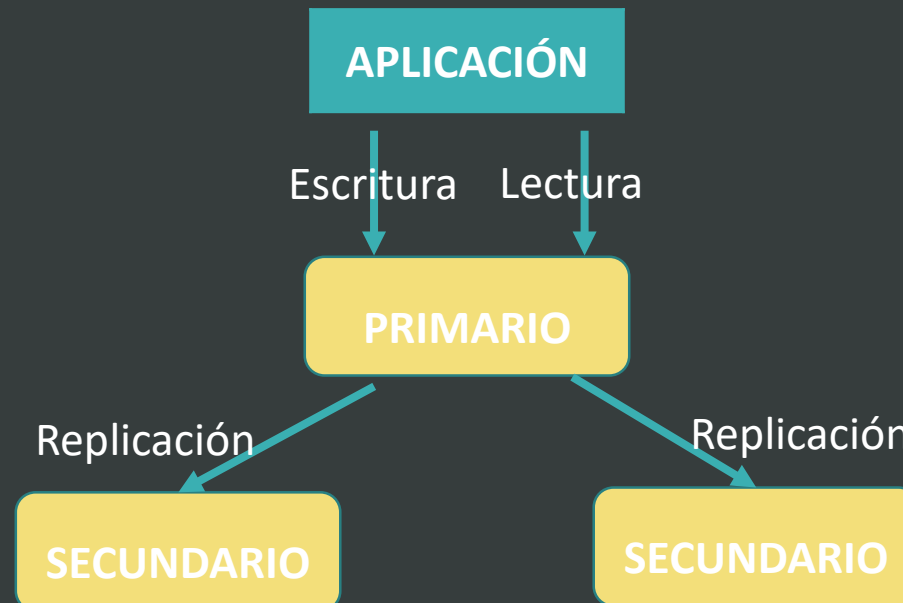 APLICACIÓN
Escritura
Lectura
PRIMARIO
Replicación
Replicación
SECUNDARIO
SECUNDARIO